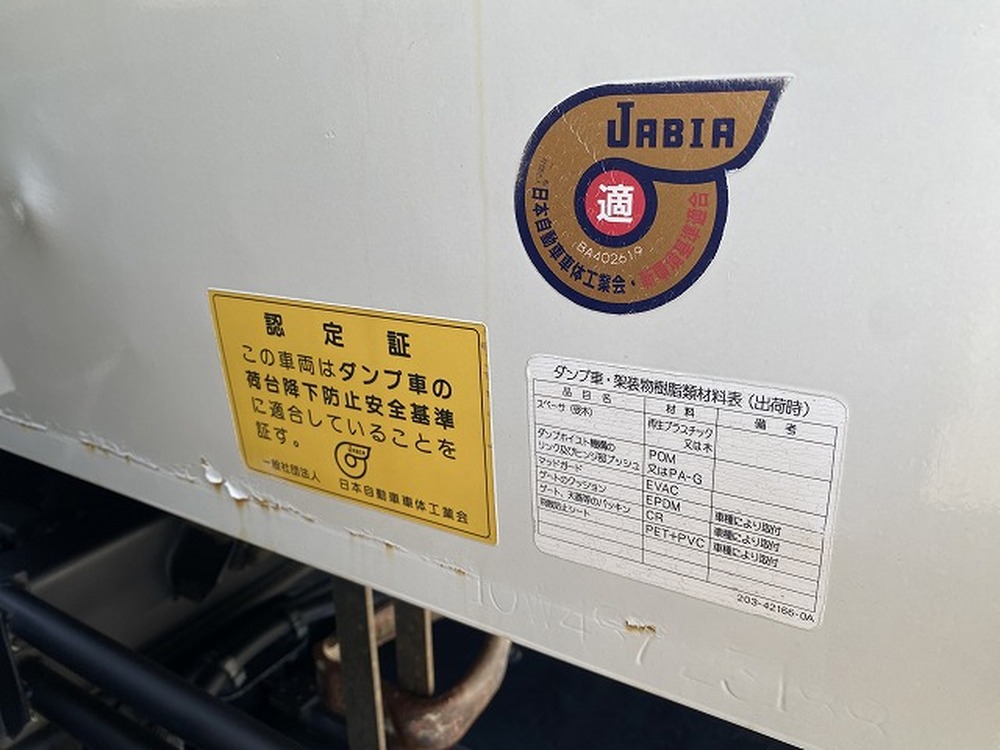 JABIA
適
BA402619
日本自動車車体工業会・
認定証
この車両はダンプ車の
荷台降下防止安全基準
に適合していることを
証す。
JABIA
一般社団法人
日本自動車車体工業会
ダンプ車・架装物樹脂類材料表（出荷時）
品目名 材料 備考
スペーサ（受木） 再生プラスチック
又は木
ダンプホイスト機構の POM
リンク及びヒンジ部ブッシュ 又はPA-G
マッドガード EVAC
ゲートのクッション EPDM 車種により取付
ゲート、天蓋等のパッキン CR 車種により取付
飛散防止シート PET+PVC 車種により取付
203-42165-0A